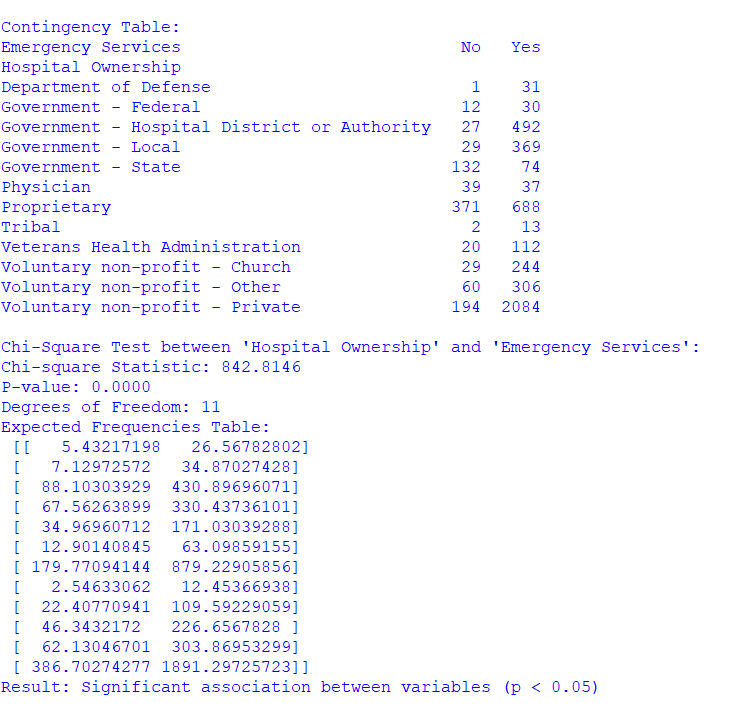 Contingency Table:
Emergency Services                            No   Yes
Hospital Ownership
Department of Defense                          1    31
Government - Federal                          12    30
Government - Hospital District or Authority   27   492
Government - Local                            29   369
Government - State                           132    74
Physician                                     39    37
Proprietary                                  371   688
Tribal                                         2    13
Veterans Health Administration                20   112
Voluntary non-profit - Church                 29   244
Voluntary non-profit - Other                  60   306
Voluntary non-profit - Private               194  2084
Chi-Square Test between 'Hospital Ownership' and 'Emergency Services':
Chi-square Statistic: 842.8146
P-value: 0.0000
Degrees of Freedom: 11
Expected Frequencies Table:
[[   5.43217198   26.56782802]
[   7.12972572   34.87027428]
[  88.10303929  430.89696071]
[  67.56263899  330.43736101]
[  34.96960712  171.03039288]
[  12.90140845   63.09859155]
[ 179.77094144  879.22905856]
[   2.54633062   12.45366938]
[  22.40770941  109.59229059]
[  46.3432172   226.6567828 ]
[  62.13046701  303.86953299]
[ 386.70274277 1891.29725723]]
Result: Significant association between variables (p < 0.05)